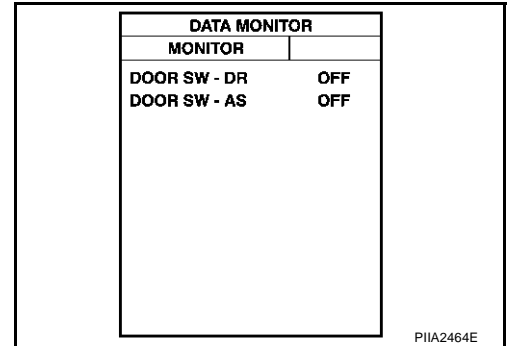 DATA MONITOR
MONITOR
DOOR SW - DR OFF
DOOR SW - AS OFF
PIIA2464E